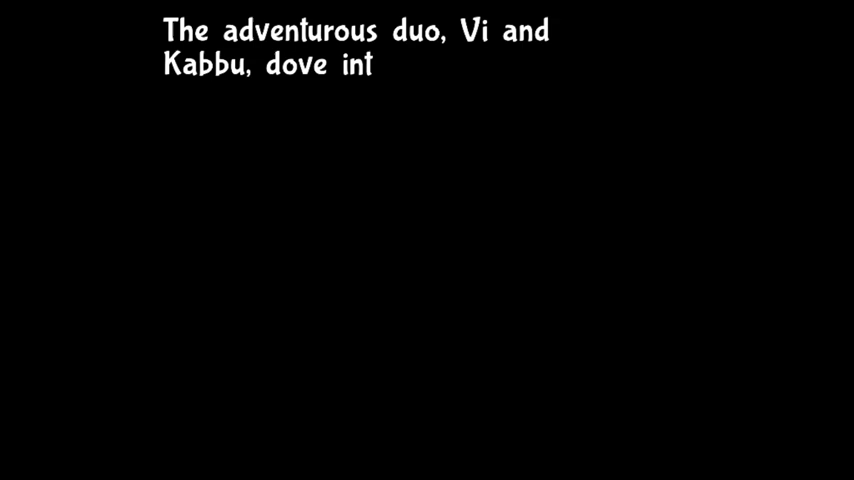 The adventurous duo, Vi and
Kabbu, dove int